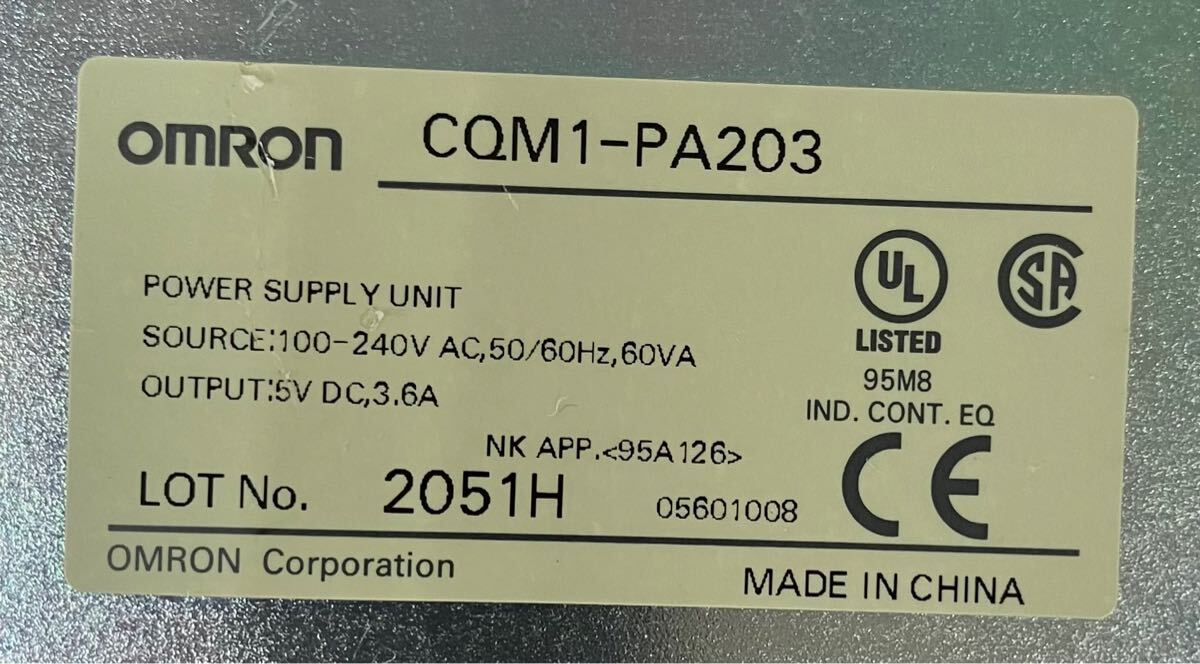 OMRON CQM1-PA203
POWER SUPPLY UNIT
SOURCE:100-240V AC,50/60Hz,60VA
OUTPUT:5V DC,3.6A
UL
LISTED
95M8
IND. CONT. EQ
SA
NK APP.<95A126>
CE
LOT No. 2051H 05601008
OMRON Corporation
MADE IN CHINA